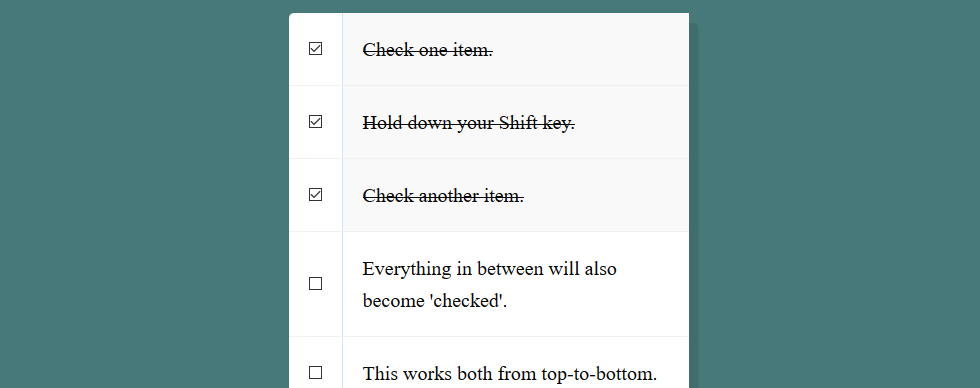 Check one item.
Hold down your Shift key.
Check another item.
Everything in between will also
become 'checked'.
This works both from top-to-bottom.